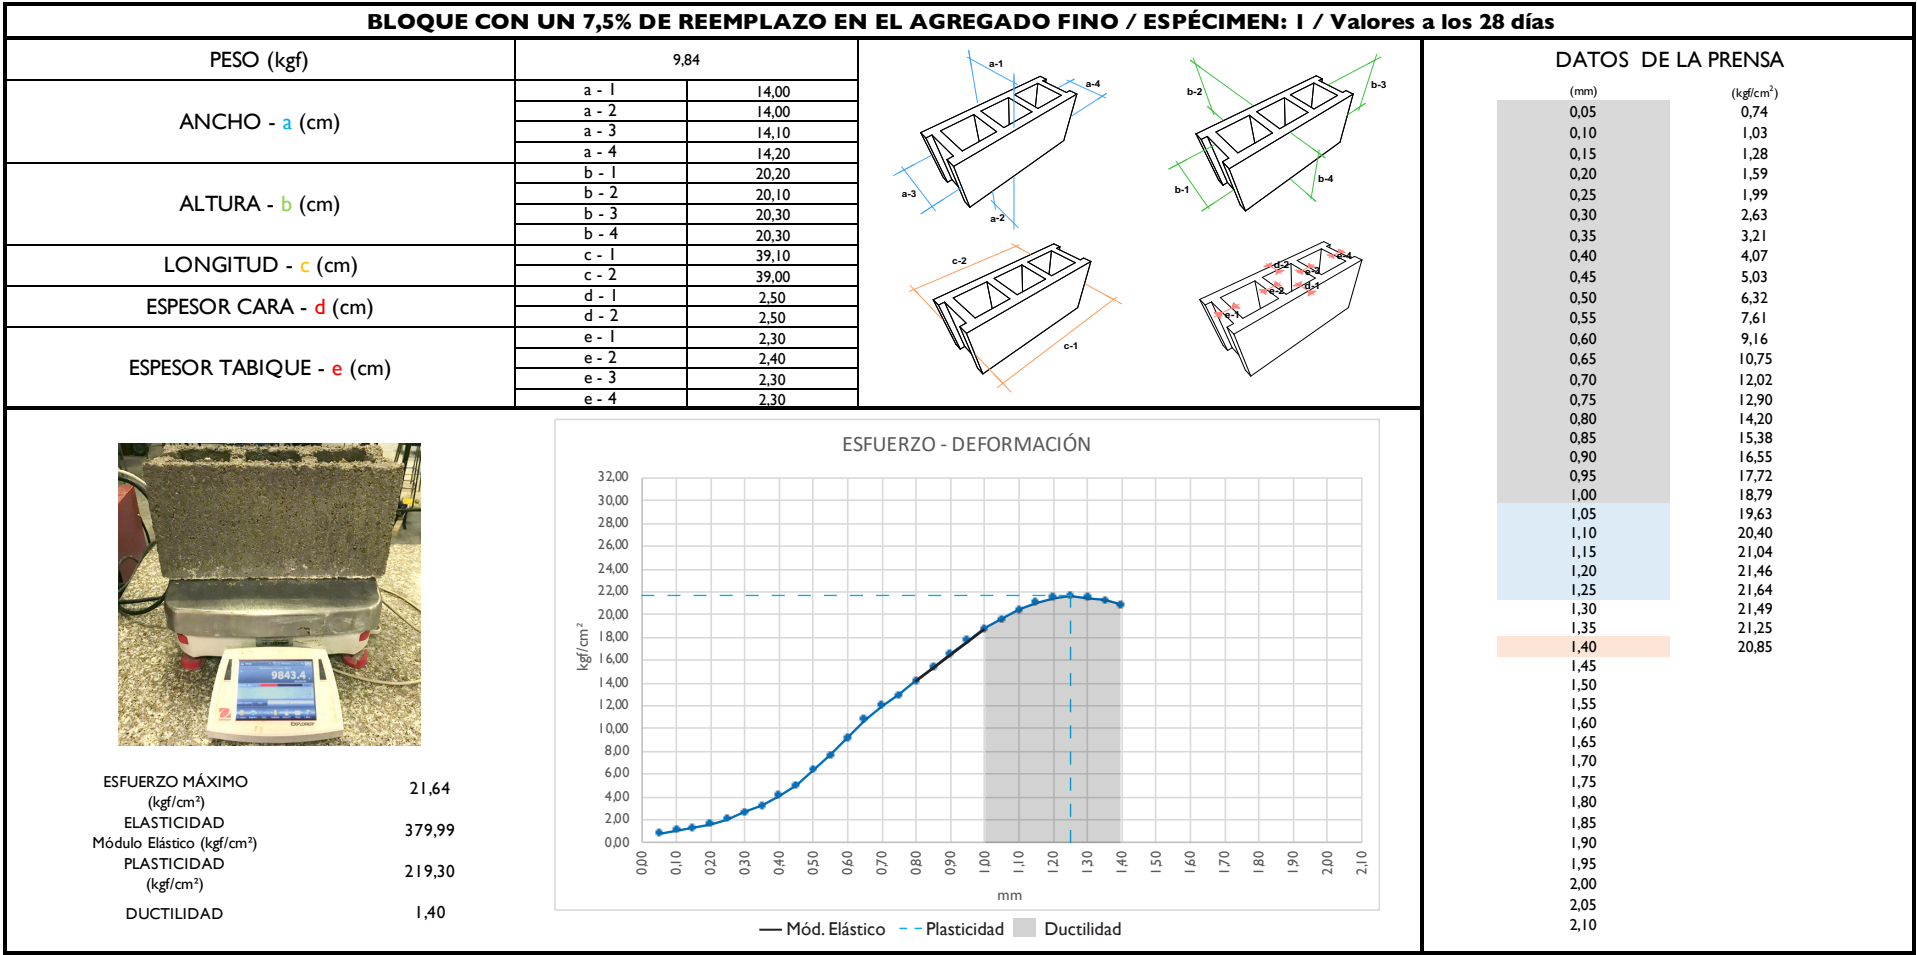 BLOQUE CON UN 7,5% DE REEMPLAZO EN EL AGREGADO FINO / ESPÉCIMEN: 1 / Valores a los 28 días
PESO (kgf) 9,84
ANCHO - a (cm)
a - 1 14,00
a - 2 14,00
a - 3 14,10
a - 4 14,20
ALTURA - b (cm)
b - 1 20,20
b - 2 20,10
b - 3 20,30
b - 4 20,30
LONGITUD - c (cm)
c - 1 39,10
c - 2 39,00
ESPESOR CARA - d (cm)
d - 1 2,50
d - 2 2,50
ESPESOR TABIQUE - e (cm)
e - 1 2,30
e - 2 2,40
e - 3 2,30
e - 4 2,30
a-1
a-4
a-3
a-2
b-2
b-3
b-1
b-4
c-2
c-1
d-2
e-4
e-3
e-2
d-1
e-1
DATOS DE LA PRENSA
(mm) (kgf/cm²)
0,05 0,74
0,10 1,03
0,15 1,28
0,20 1,59
0,25 1,99
0,30 2,63
0,35 3,21
0,40 4,07
0,45 5,03
0,50 6,32
0,55 7,61
0,60 9,16
0,65 10,75
0,70 12,02
0,75 12,90
0,80 14,20
0,85 15,38
0,90 16,55
0,95 17,72
1,00 18,79
1,05 19,63
1,10 20,40
1,15 21,04
1,20 21,46
1,25 21,64
1,30 21,49
1,35 21,25
1,40 20,85
1,45
1,50
1,55
1,60
1,65
1,70
1,75
1,80
1,85
1,90
1,95
2,00
2,05
2,10
9843.4
EXPLORER
ESFUERZO MÁXIMO
(kgf/cm²) 21,64
ELASTICIDAD
Módulo Elástico (kgf/cm²) 379,99
PLASTICIDAD
(kgf/cm²) 219,30
DUCTILIDAD 1,40
ESFUERZO - DEFORMACIÓN
32,00
30,00
28,00
26,00
24,00
22,00
20,00
18,00
16,00
14,00
12,00
10,00
8,00
6,00
4,00
2,00
0,00
kgf/cm²
0,00 0,10 0,20 0,30 0,40 0,50 0,60 0,70 0,80 0,90 1,00 1,10 1,20 1,30 1,40 1,50 1,60 1,70 1,80 1,90 2,00 2,10
mm
Mód. Elástico Plasticidad Ductilidad